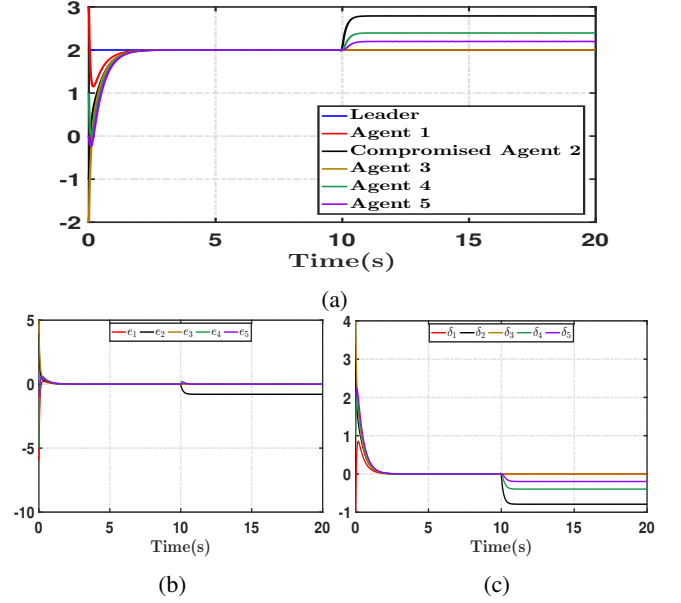 3
2
1
0
-1
-2
Leader
Agent 1
Compromised Agent 2
Agent 3
Agent 4
Agent 5
0 5 10 15 20
Time(s)
(a)
5
0
-5
-10
e1 e2 e3 e4 e5
0 5 10 15 20
Time(s)
(b)
4
3
2
1
0
-1
δ1 δ2 δ3 δ4 δ5
0 5 10 15 20
Time(s)
(c)